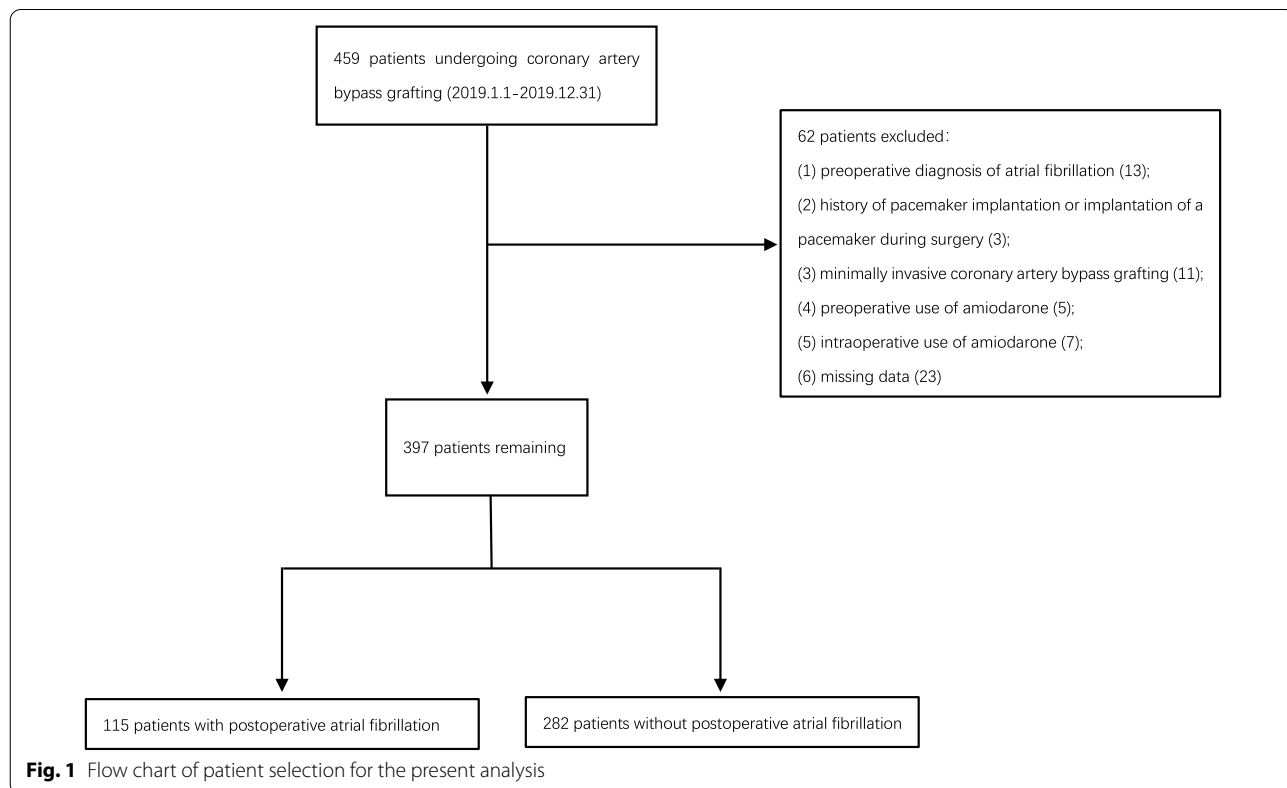 459 patients undergoing coronary artery
bypass grafting (2019.1.1-2019.12.31)
62 patients excluded:
(1) preoperative diagnosis of atrial fibrillation (13);
(2) history of pacemaker implantation or implantation of a
pacemaker during surgery (3);
(3) minimally invasive coronary artery bypass grafting (11);
(4) preoperative use of amiodarone (5);
(5) intraoperative use of amiodarone (7);
(6) missing data (23)
397 patients remaining
115 patients with postoperative atrial fibrillation
282 patients without postoperative atrial fibrillation
Fig. 1 Flow chart of patient selection for the present analysis